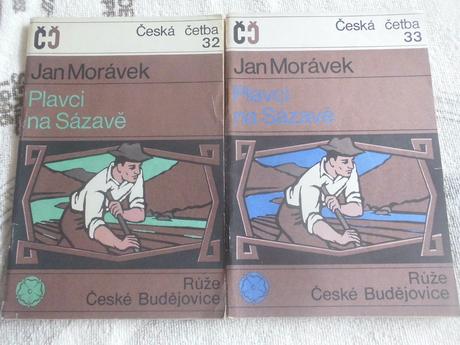 ČČ
Česká četba
32
Jan Morávek
Plavci
na Sázavě
Růže
České Budějovice
ČČ
Česká četba
33
Jan Morávek
Plavci
na Sázavě
Růže
České Budějovice